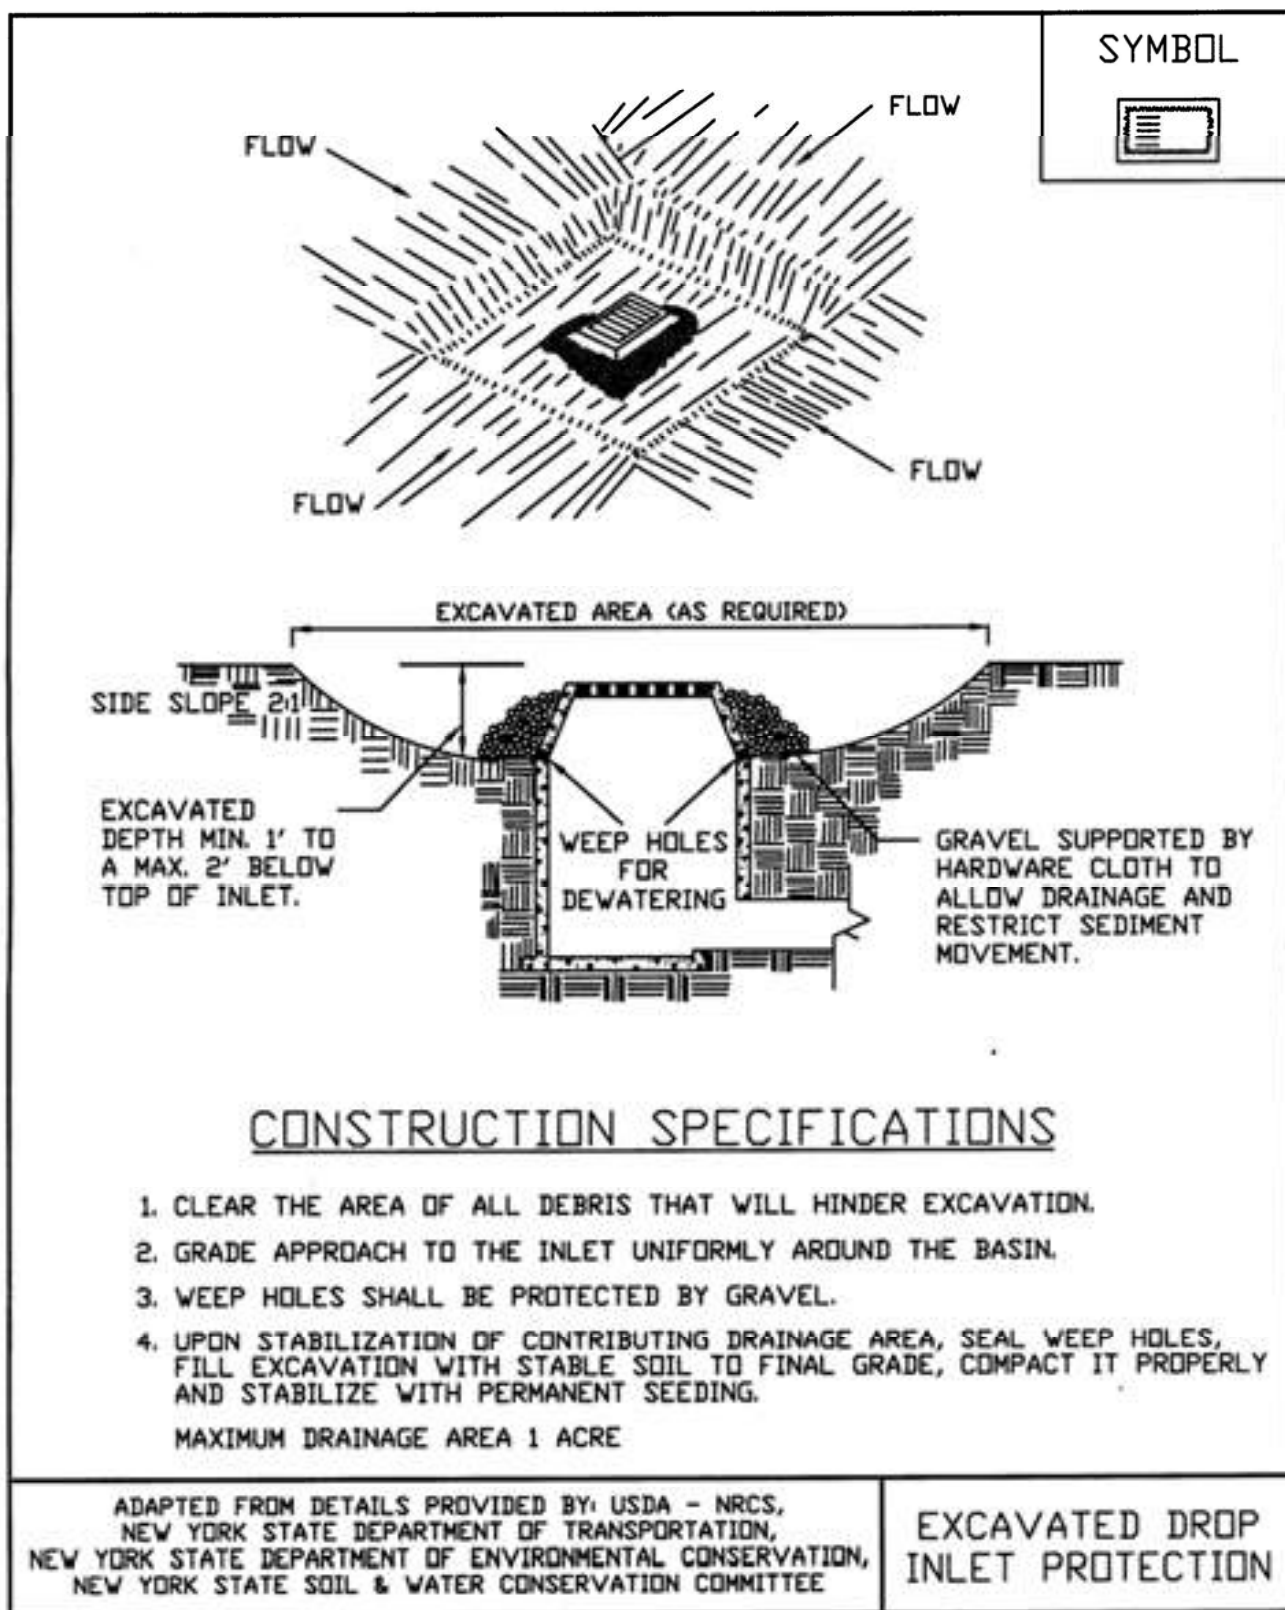 SYMBOL
FLOW
FLOW
FLOW
FLOW
EXCAVATED AREA (AS REQUIRED)
SIDE SLOPE 2:1
EXCAVATED
DEPTH MIN. 1' TO
A MAX. 2' BELOW
TOP OF INLET.
WEEP HOLES
FOR
DEWATERING
GRAVEL SUPPORTED BY
HARDWARE CLOTH TO
ALLOW DRAINAGE AND
RESTRICT SEDIMENT
MOVEMENT.
CONSTRUCTION SPECIFICATIONS
1. CLEAR THE AREA OF ALL DEBRIS THAT WILL HINDER EXCAVATION.
2. GRADE APPROACH TO THE INLET UNIFORMLY AROUND THE BASIN.
3. WEEP HOLES SHALL BE PROTECTED BY GRAVEL.
4. UPON STABILIZATION OF CONTRIBUTING DRAINAGE AREA, SEAL WEEP HOLES,
FILL EXCAVATION WITH STABLE SOIL TO FINAL GRADE, COMPACT IT PROPERLY
AND STABILIZE WITH PERMANENT SEEDING.
MAXIMUM DRAINAGE AREA 1 ACRE
ADAPTED FROM DETAILS PROVIDED BY: USDA - NRCS,
NEW YORK STATE DEPARTMENT OF TRANSPORTATION,
NEW YORK STATE DEPARTMENT OF ENVIRONMENTAL CONSERVATION,
NEW YORK STATE SOIL & WATER CONSERVATION COMMITTEE
EXCAVATED DROP
INLET PROTECTION